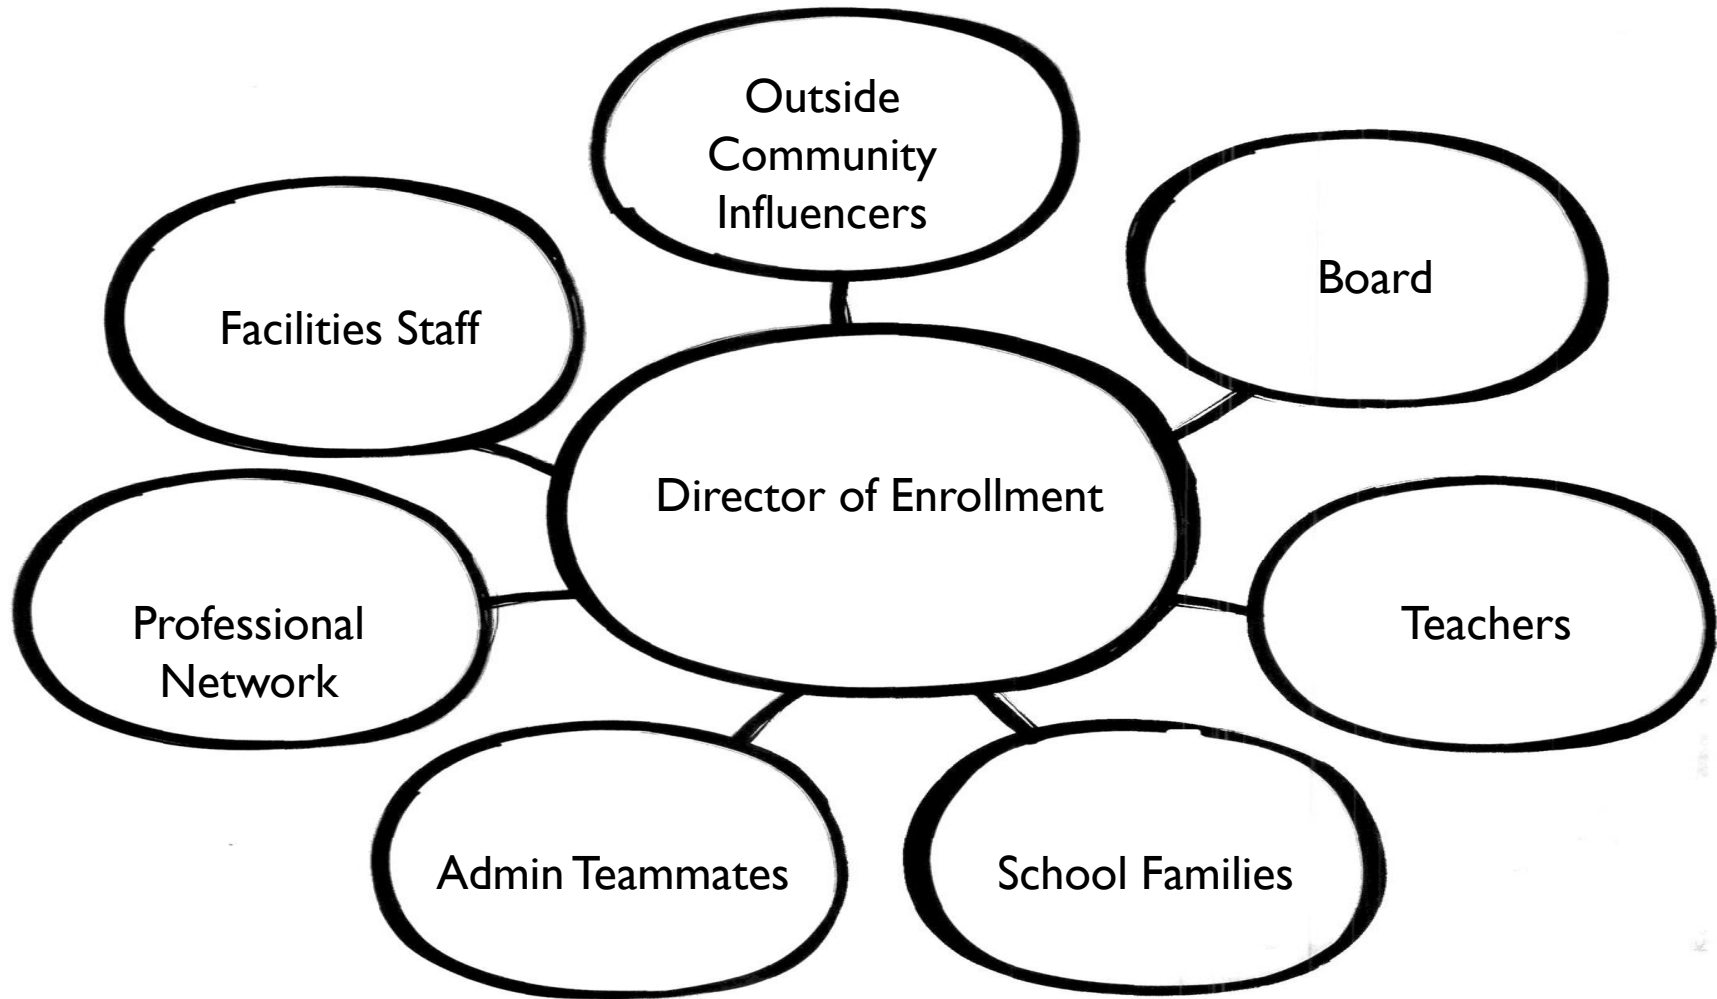 Outside
Community
Influencers
Board
Facilities Staff
Director of Enrollment
Professional
Network
Teachers
Admin Teammates
School Families